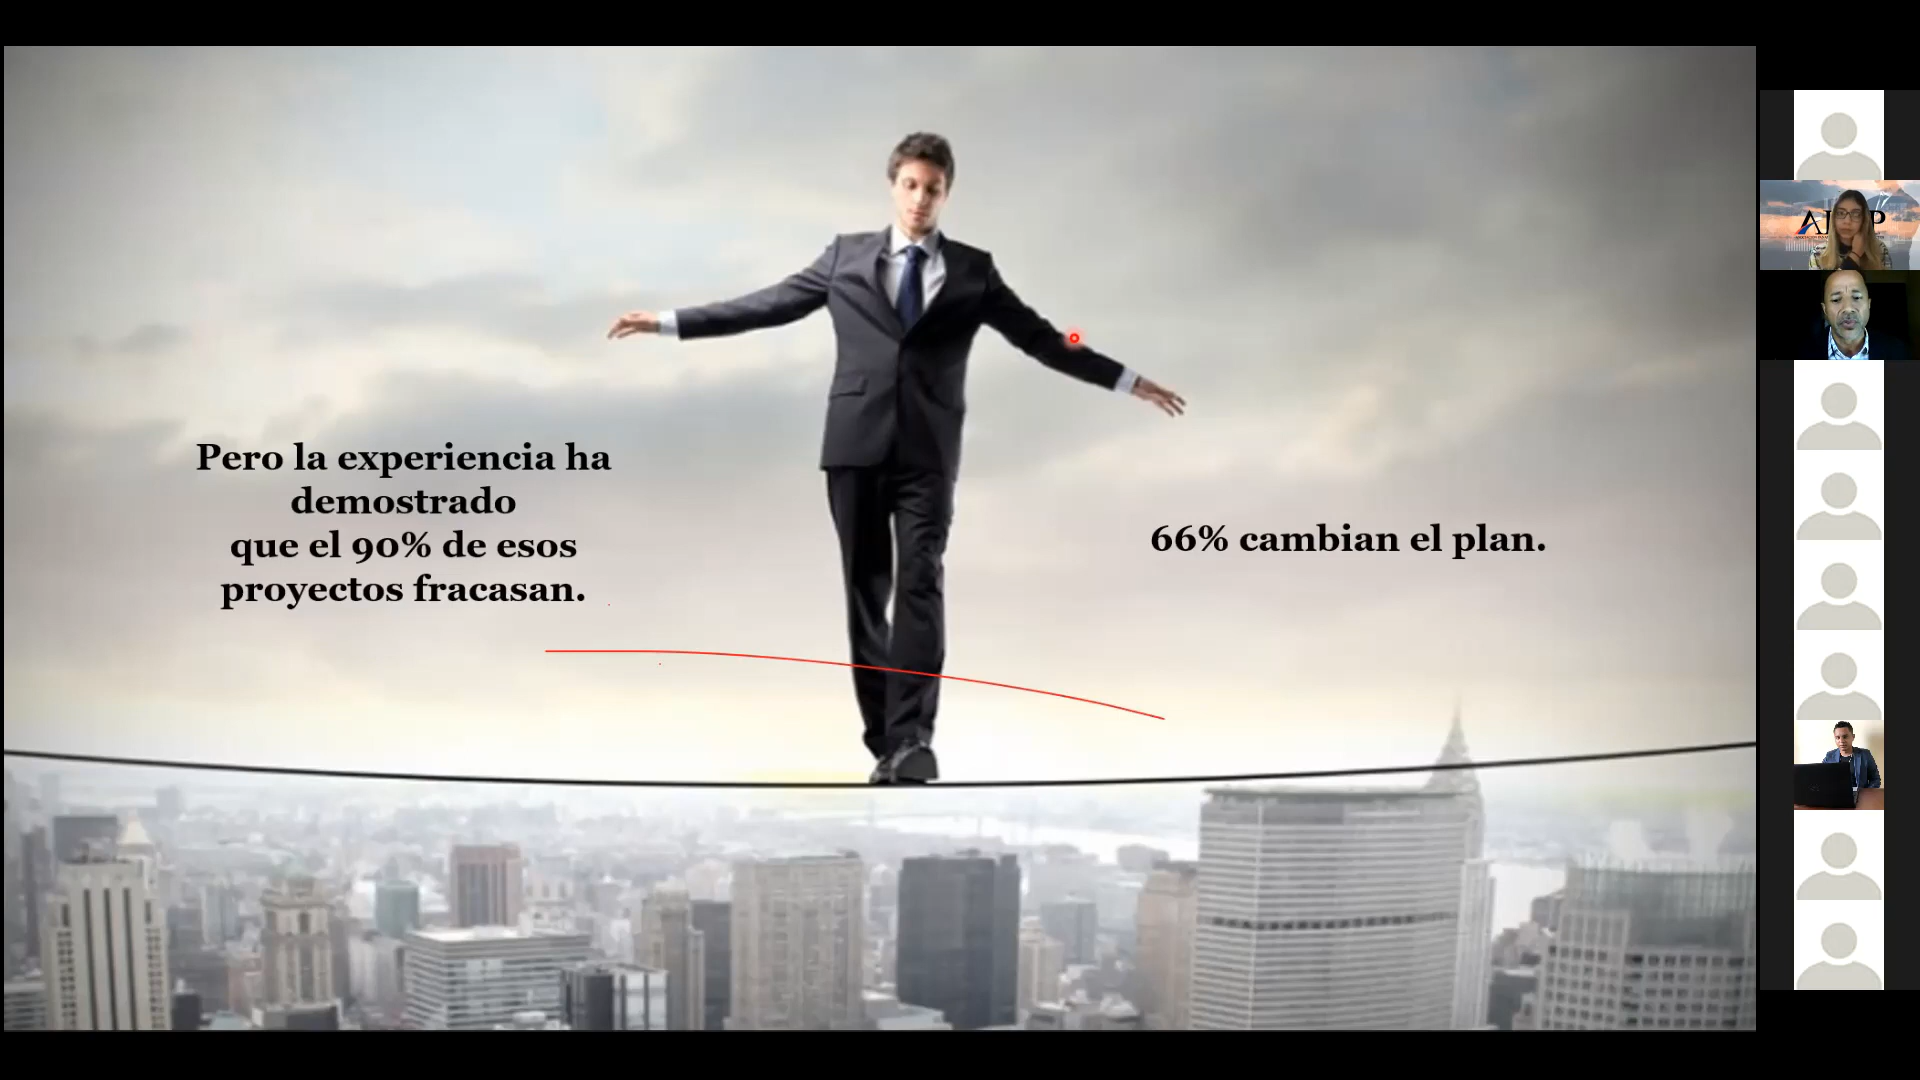 Pero la experiencia ha
demostrado
que el 90% de esos
proyectos fracasan.
66% cambian el plan.